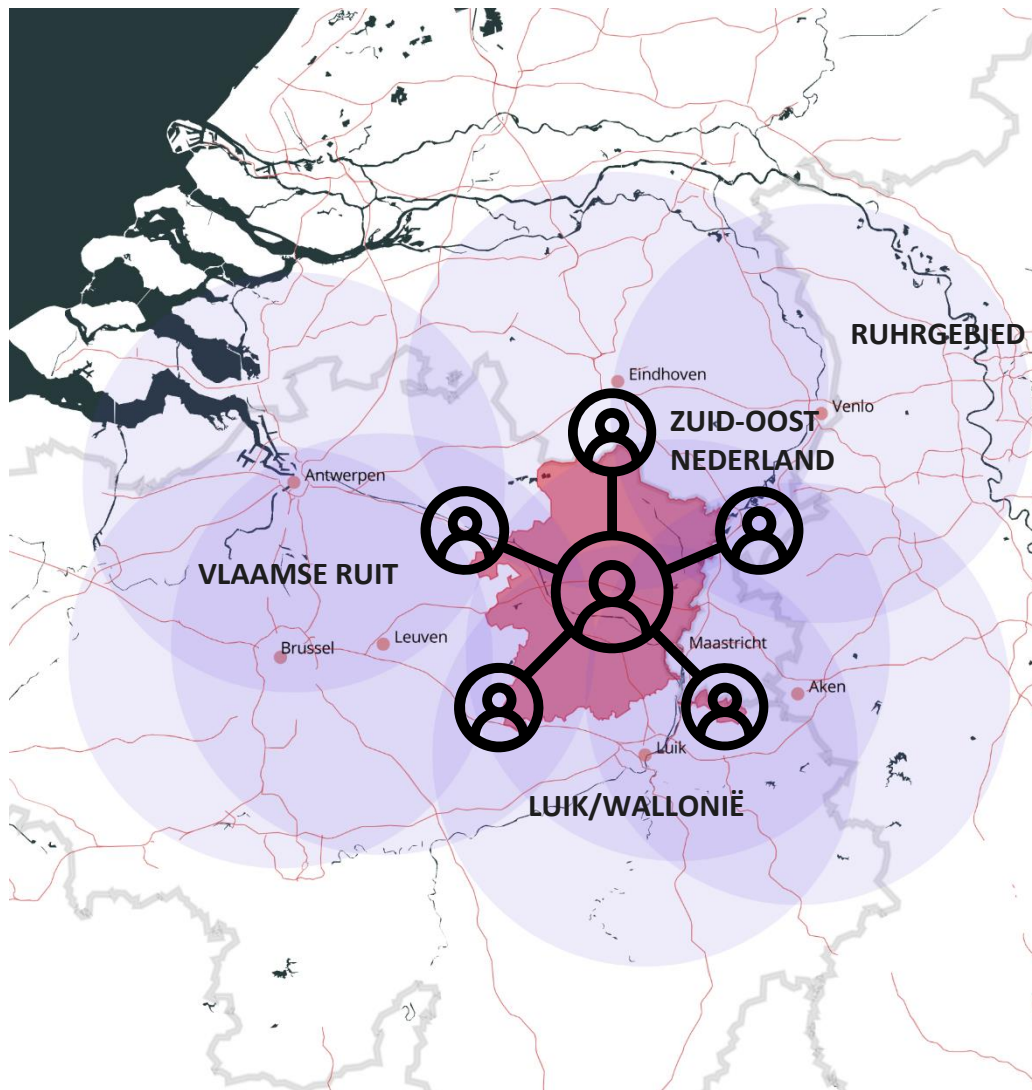 RUHRGEBIED
Eindhoven
Venlo
ZUID-OOST
NEDERLAND
Antwerpen
VLAAMSE RUIT
Brussel
Leuven
Maastricht
Aken
Luik
LUIK/WALLONIË